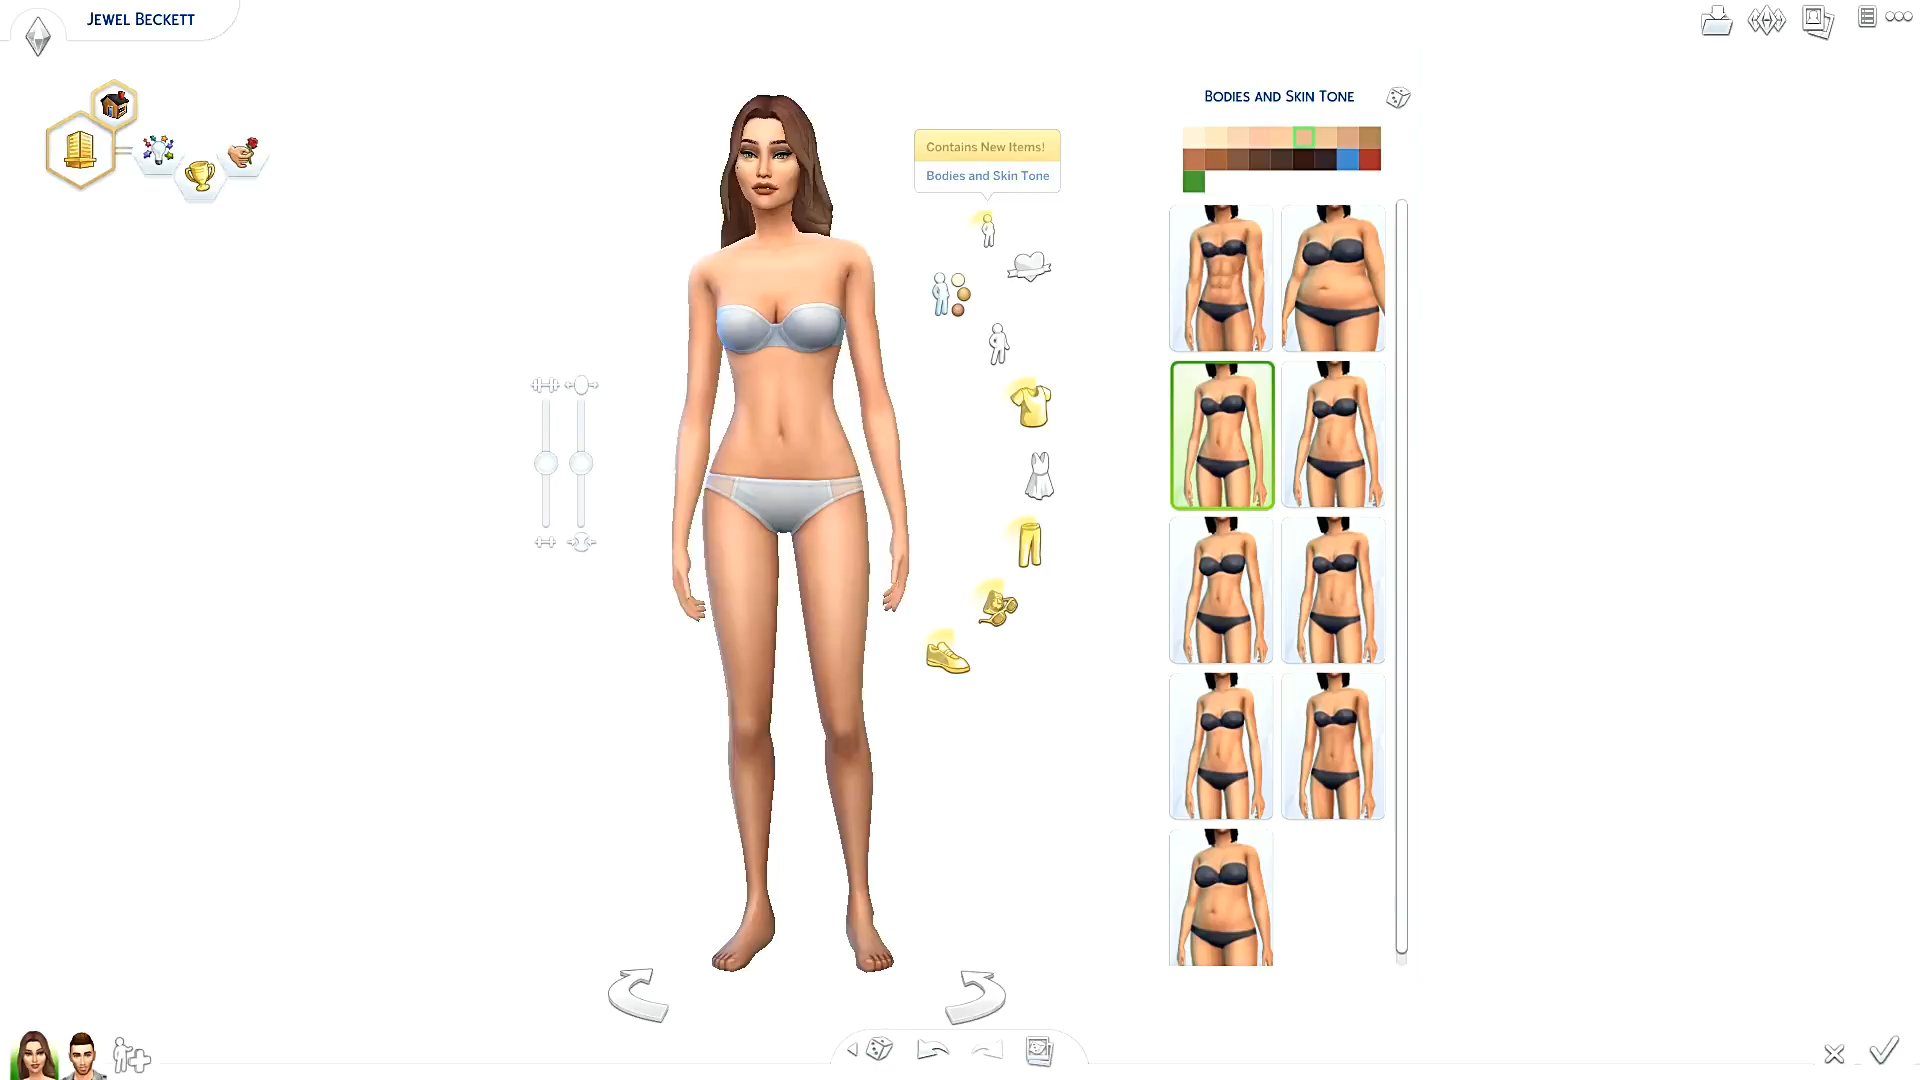 Jewel Beckett
Bodies and Skin Tone
Contains New Items!
Bodies and Skin Tone